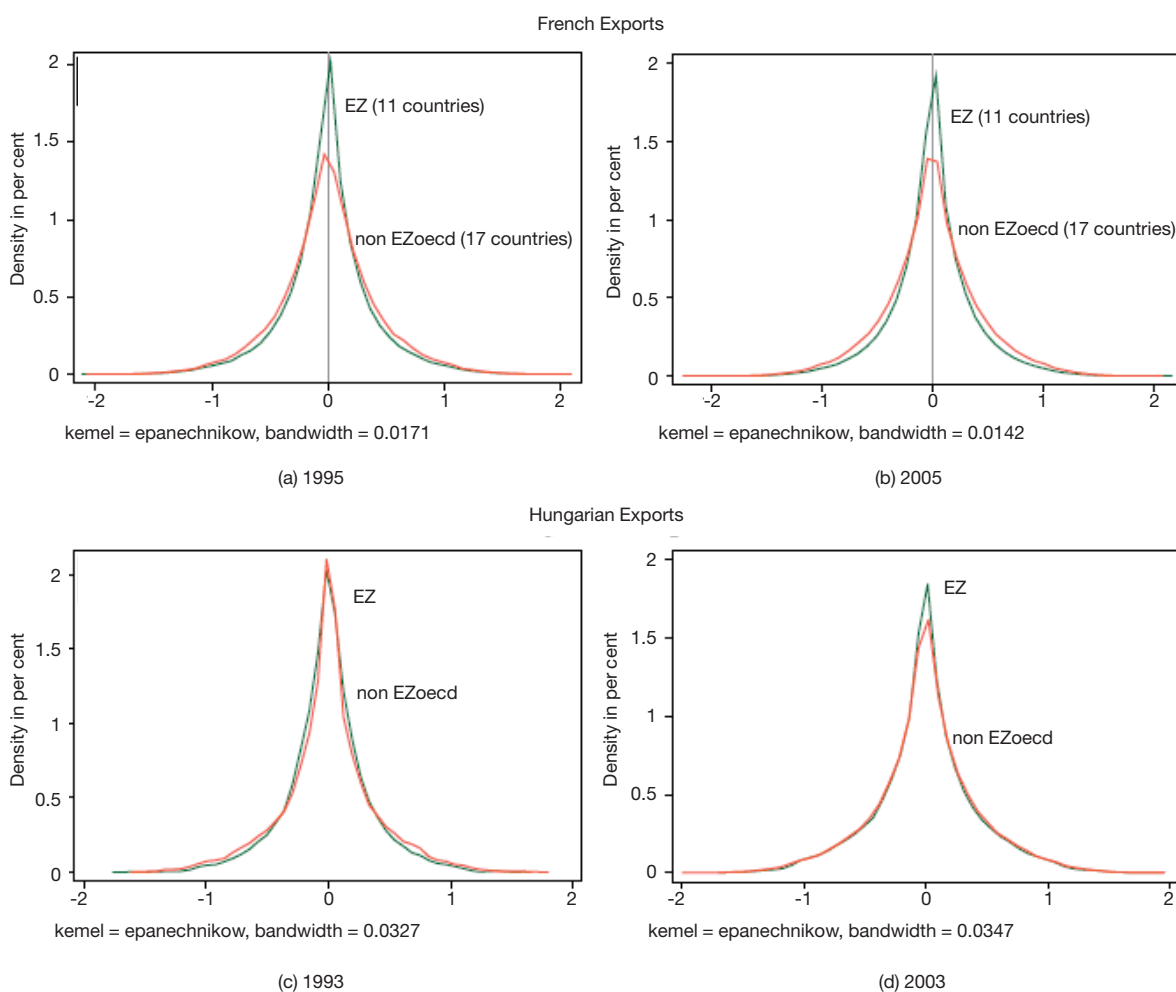 French Exports
Density in per cent
2
1.5
1
0.5
0
EZ (11 countries)
non EZoecd (17 countries)
-2 -1 0 1 2
kemel = epanechnikow, bandwidth = 0.0171
(a) 1995
Density in per cent
2
1.5
1
0.5
0
EZ (11 countries)
non EZoecd (17 countries)
-2 -1 0 1 2
kemel = epanechnikow, bandwidth = 0.0142
(b) 2005
Hungarian Exports
Density in per cent
2
1.5
1
0.5
0
EZ
non EZoecd
-2 -1 0 1 2
kemel = epanechnikow, bandwidth = 0.0327
(c) 1993
Density in per cent
2
1.5
1
0.5
0
EZ
non EZoecd
-2 -1 0 1 2
kemel = epanechnikow, bandwidth = 0.0347
(d) 2003